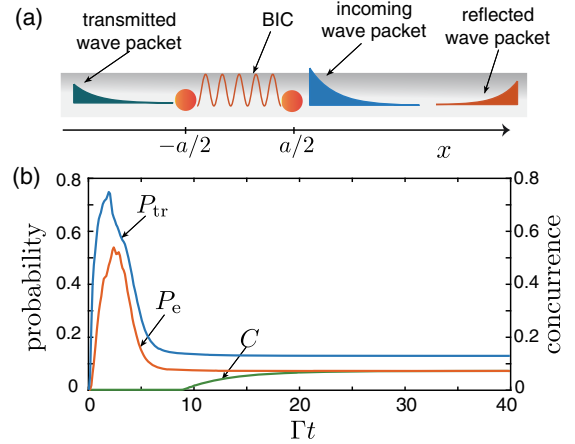 (a)
transmitted
wave packet
BIC
incoming
wave packet
reflected
wave packet
−a/2
a/2
x
(b)
0.8
0.6
0.4
0.2
0
probability
P_tr
P_e
C
0.8
0.6
0.4
0.2
0
concurrence
0 10 20 30 40
Γt